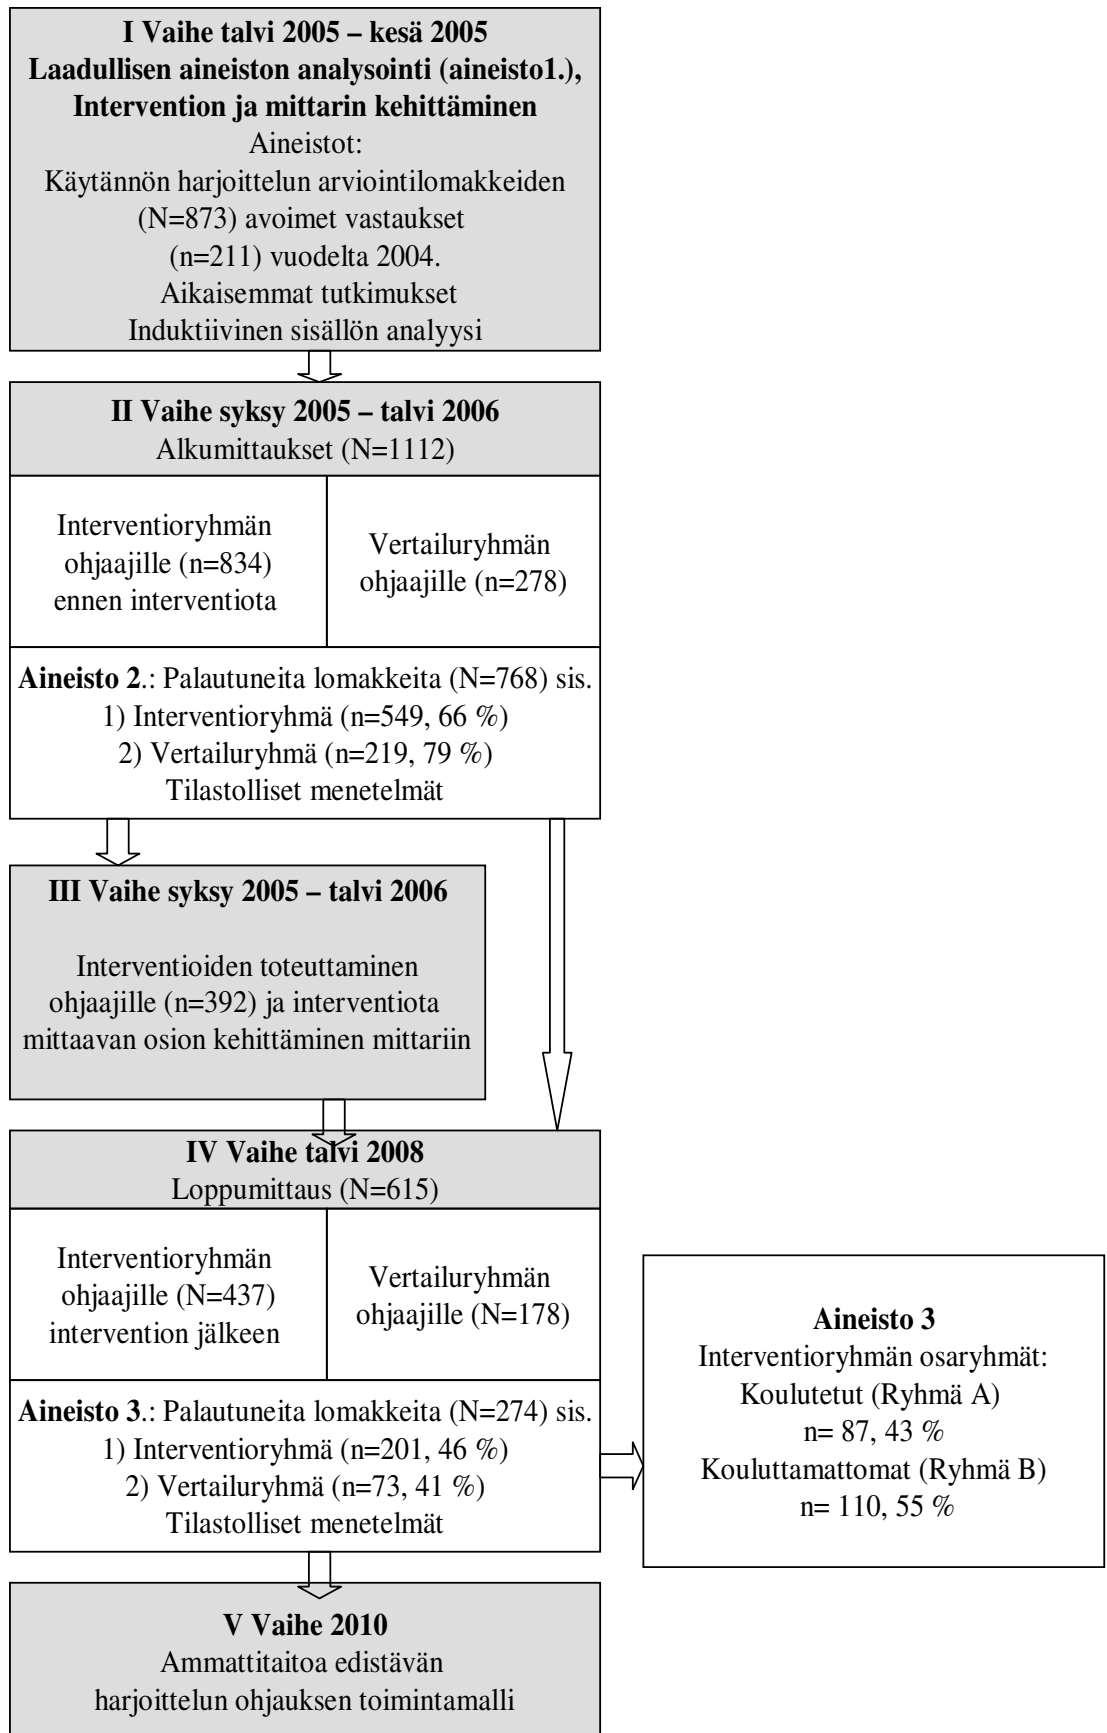 I Vaihe talvi 2005 – kesä 2005
Laadullisen aineiston analysointi (aineisto1.),
Intervention ja mittarin kehittäminen
Aineistot:
Käytännön harjoittelun arviointilomakkeiden
(N=873) avoimet vastaukset
(n=211) vuodelta 2004.
Aikaisemmat tutkimukset
Induktiivinen sisällön analyysi
II Vaihe syksy 2005 – talvi 2006
Alkumittaukset (N=1112)
Interventioryhmän
ohjaajille (n=834)
ennen interventiota
Vertailuryhmän
ohjaajille (n=278)
Aineisto 2.: Palautuneita lomakkeita (N=768) sis.
1) Interventioryhmä (n=549, 66 %)
2) Vertailuryhmä (n=219, 79 %)
Tilastolliset menetelmät
III Vaihe syksy 2005 – talvi 2006
Interventioiden toteuttaminen
ohjaajille (n=392) ja interventiota
mittaavan osion kehittäminen mittariin
IV Vaihe talvi 2008
Loppumittaus (N=615)
Interventioryhmän
ohjaajille (N=437)
intervention jälkeen
Vertailuryhmän
ohjaajille (N=178)
Aineisto 3.: Palautuneita lomakkeita (N=274) sis.
1) Interventioryhmä (n=201, 46 %)
2) Vertailuryhmä (n=73, 41 %)
Tilastolliset menetelmät
Aineisto 3
Interventioryhmän osaryhmät:
Koulutetut (Ryhmä A)
n= 87, 43 %
Kouluttamattomat (Ryhmä B)
n= 110, 55 %
V Vaihe 2010
Ammattitaitoa edistävän
harjoittelun ohjauksen toimintamalli